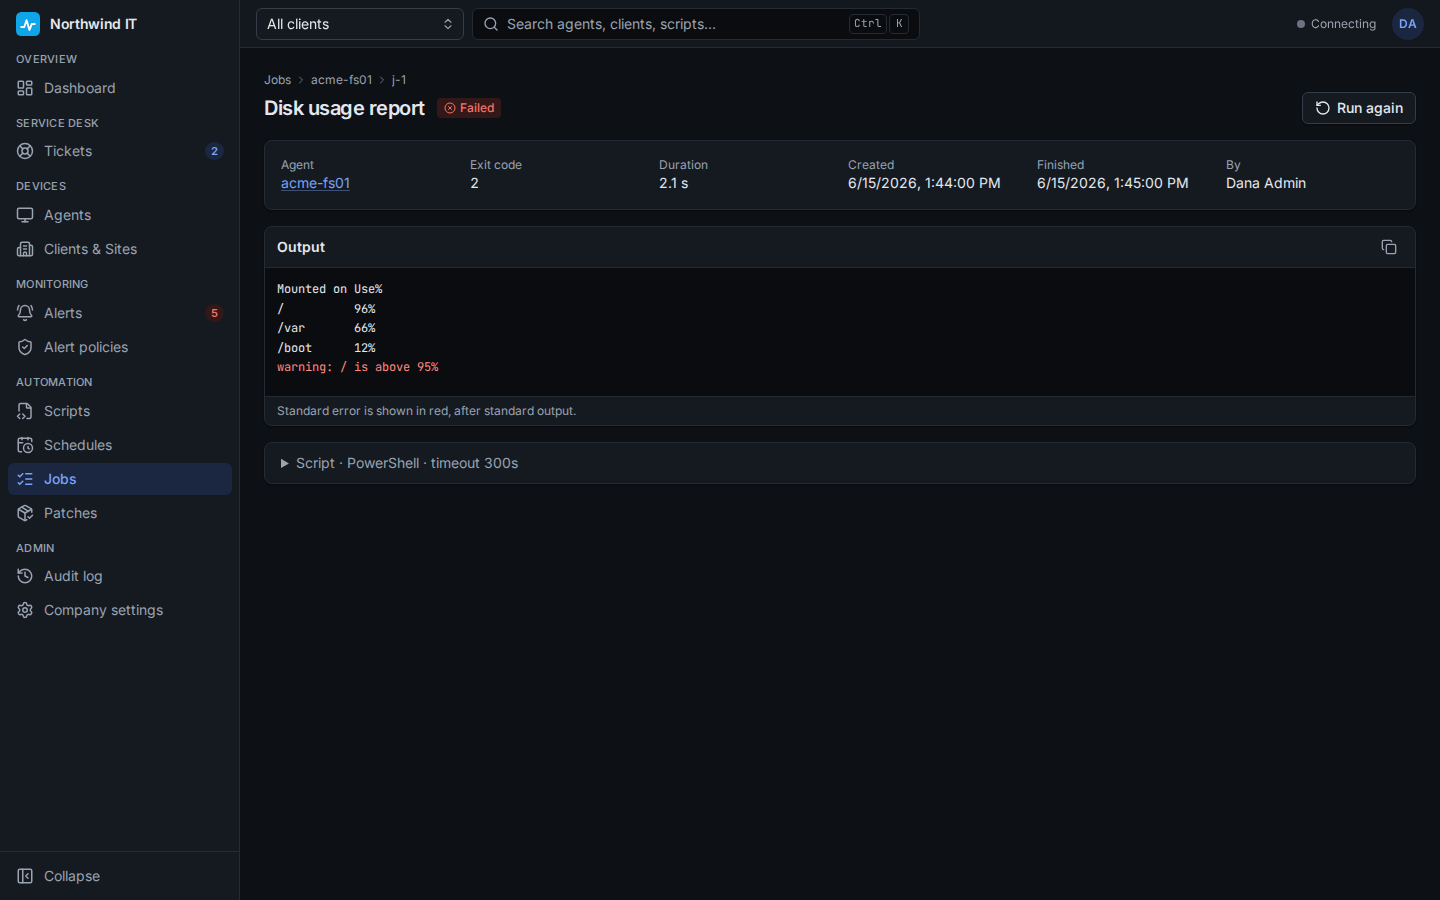 Northwind IT
All clients
Search agents, clients, scripts...
Ctrl K
Connecting
DA
OVERVIEW
Dashboard
SERVICE DESK
Tickets 2
DEVICES
Agents
Clients & Sites
MONITORING
Alerts 5
Alert policies
AUTOMATION
Scripts
Schedules
Jobs
Patches
ADMIN
Audit log
Company settings
Collapse
Jobs > acme-fs01 > j-1
Disk usage report
Failed
Run again
Agent
acme-fs01
Exit code
2
Duration
2.1 s
Created
6/15/2026, 1:44:00 PM
Finished
6/15/2026, 1:45:00 PM
By
Dana Admin
Output
Mounted on Use%
/ 96%
/var 66%
/boot 12%
warning: / is above 95%
Standard error is shown in red, after standard output.
Script · PowerShell · timeout 300s